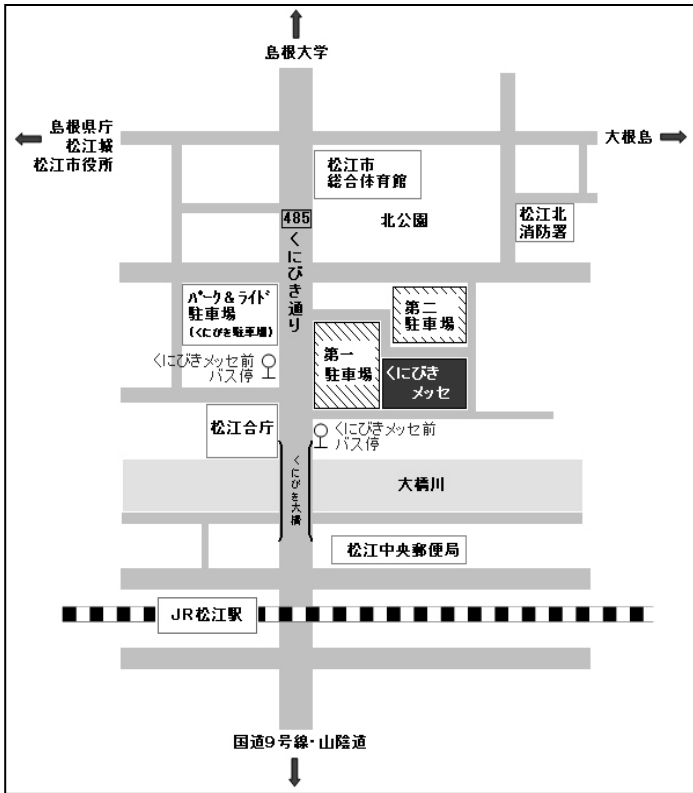 島根大学
島根県庁
松江城
松江市役所
大根島
松江市
総合体育館
485
くにびき通り
北公園
松江北
消防署
パーク&ライド
駐車場
(くにびき駐車場)
第二
駐車場
第一
駐車場
くにびき
メッセ
くにびきメッセ前
バス停
松江合庁
くにびきメッセ前
バス停
くにびき大橋
大橋川
松江中央郵便局
JR松江駅
国道9号線・山陰道